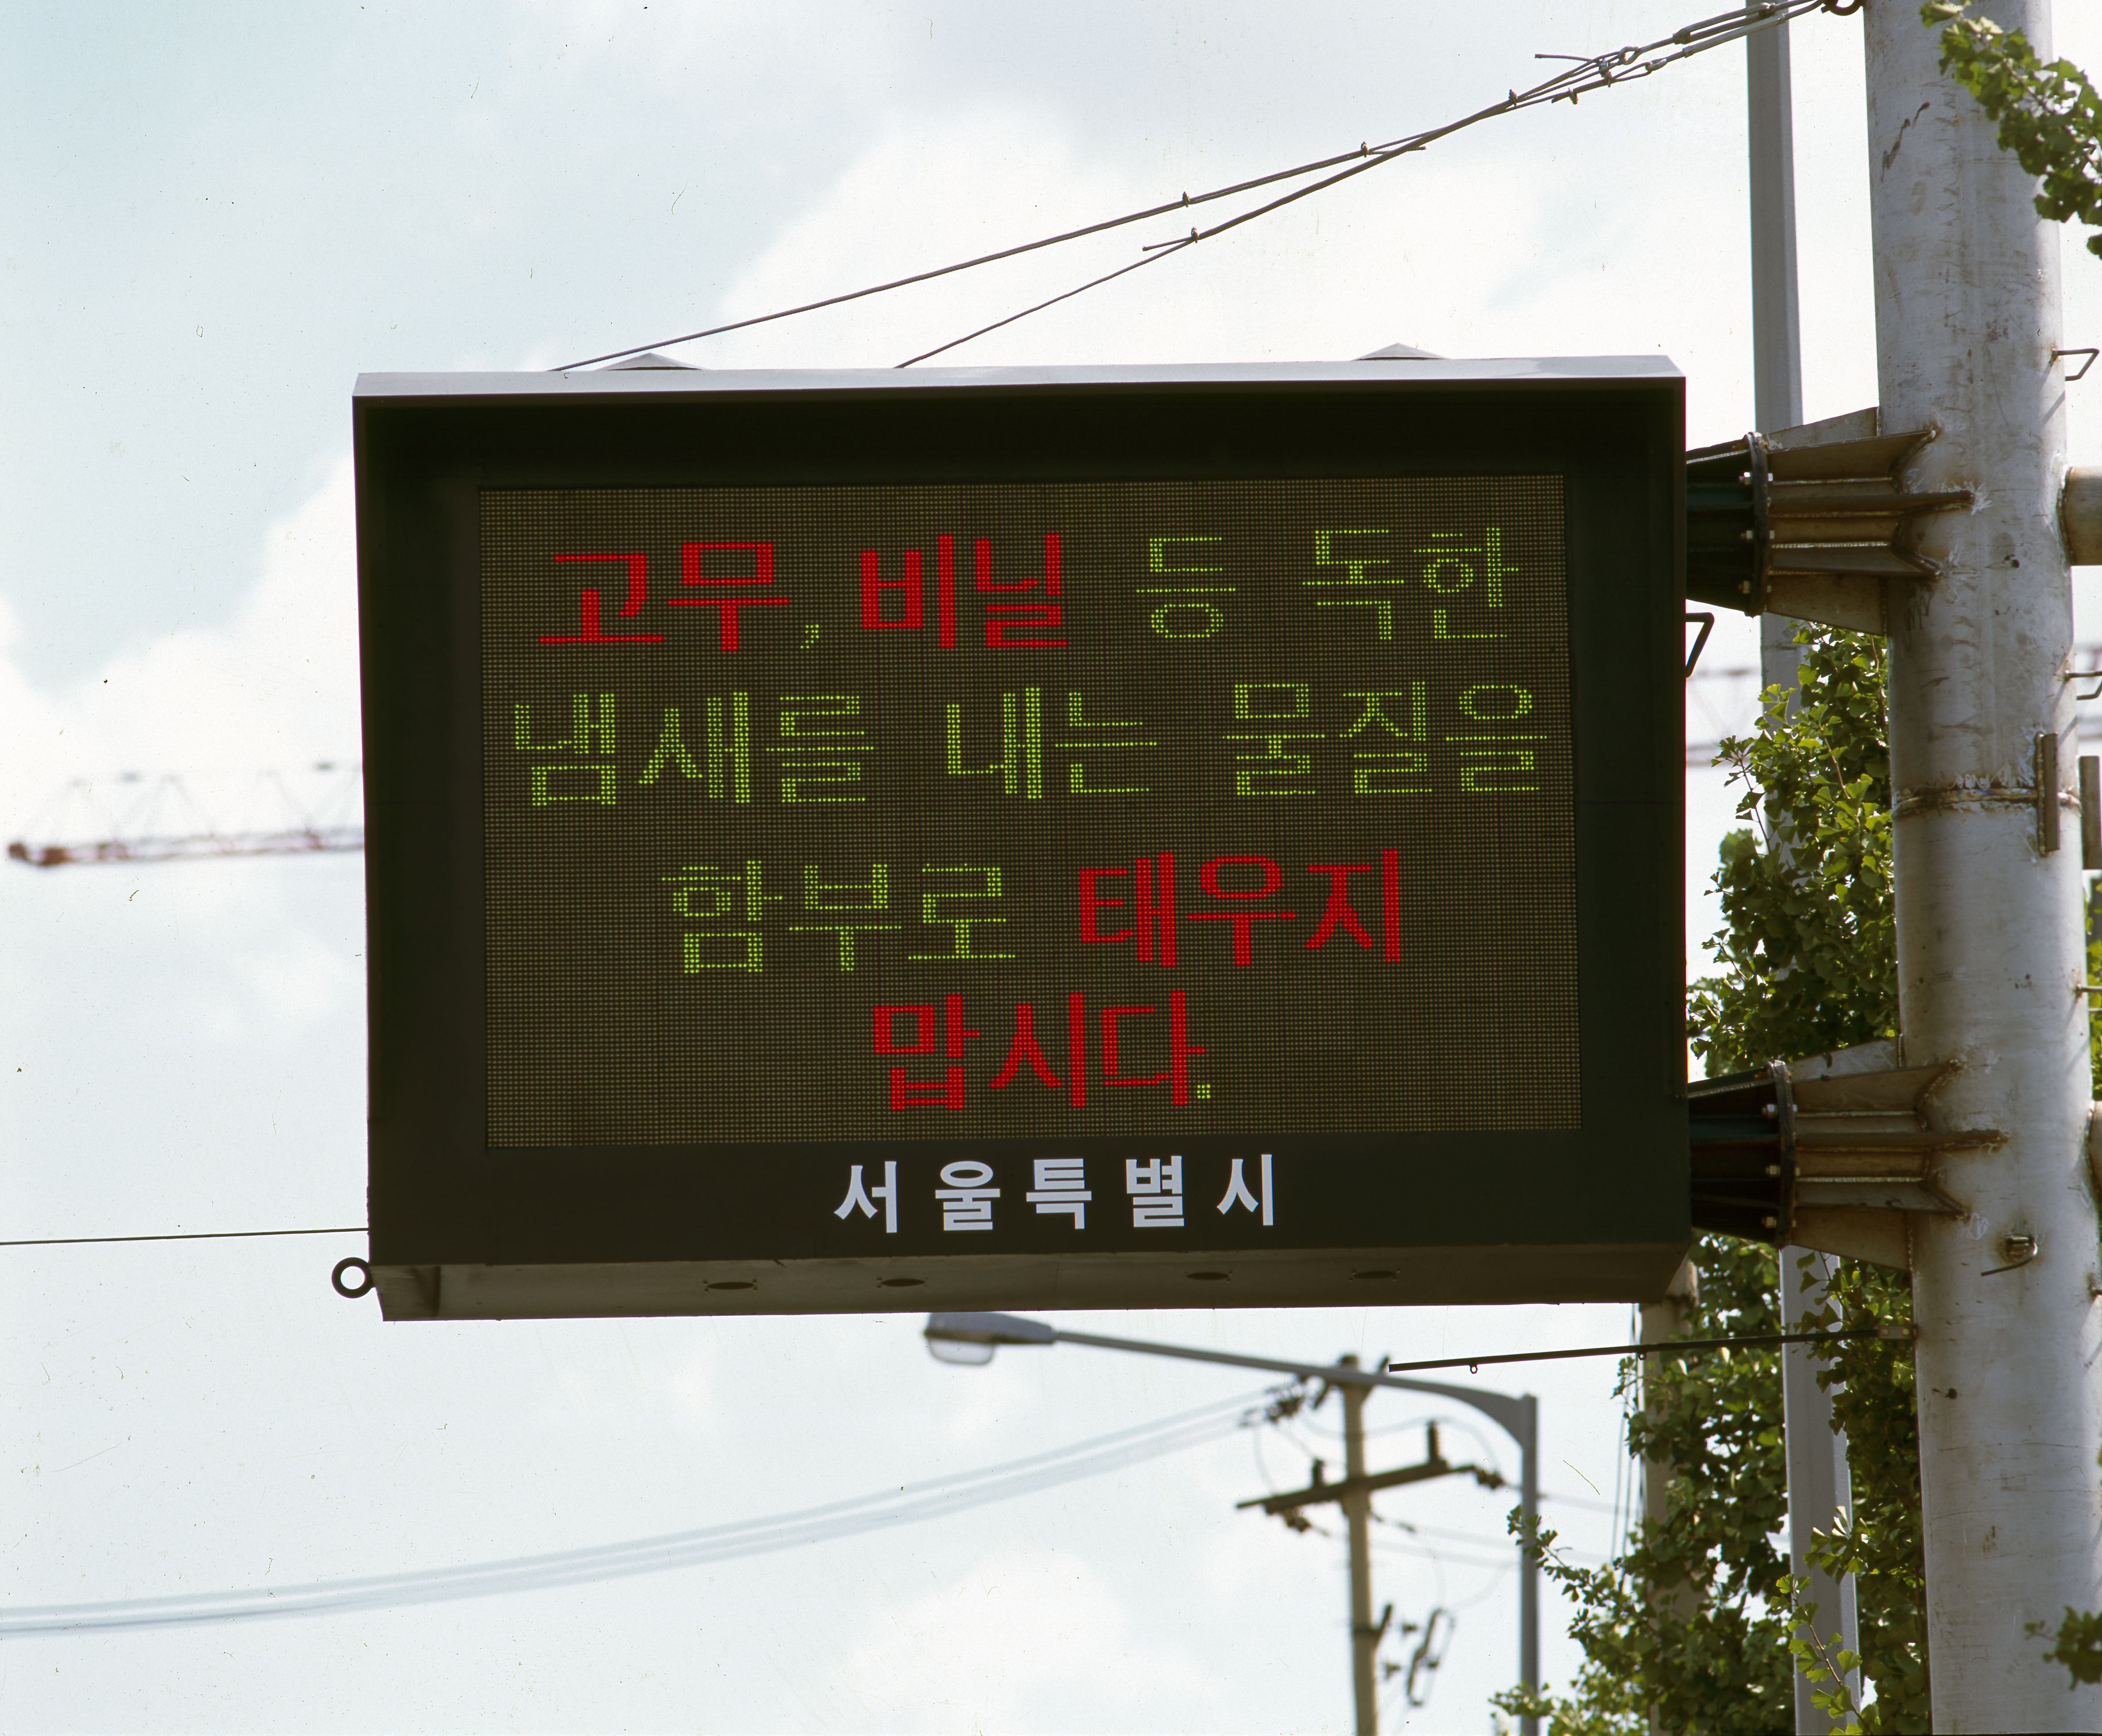 고무,비닐 등 독한
냄새를 내는 물질을
함부로 태우지
맙시다.
서울특별시